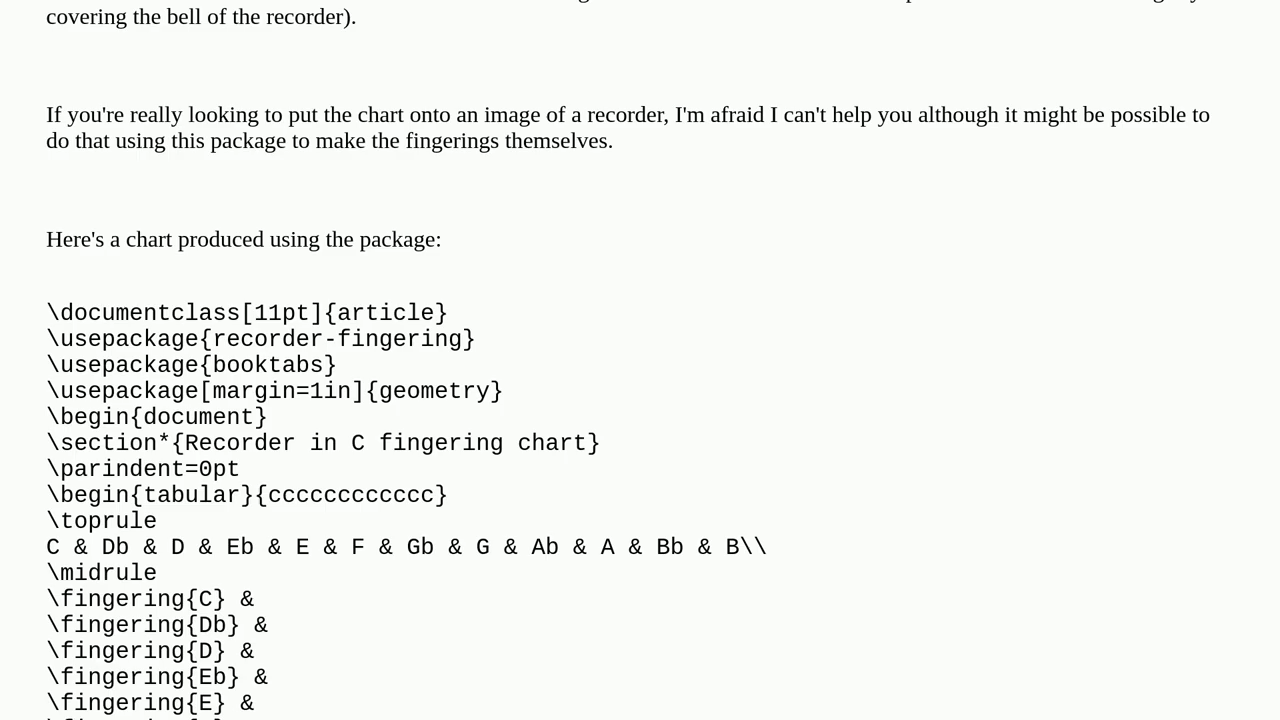 covering the bell of the recorder).
If you're really looking to put the chart onto an image of a recorder, I'm afraid I can't help you although it might be possible to
do that using this package to make the fingerings themselves.
Here's a chart produced using the package:
\documentclass[11pt]{article}
\usepackage{recorder-fingering}
\usepackage{booktabs}
\usepackage[margin=1in]{geometry}
\begin{document}
\section*{Recorder in C fingering chart}
\parindent=0pt
\begin{tabular}{cccccccccccc}
\toprule
C & Db & D & Eb & E & F & Gb & G & Ab & A & Bb & B\\
\midrule
\fingering{C} &
\fingering{Db} &
\fingering{D} &
\fingering{Eb} &
\fingering{E} &